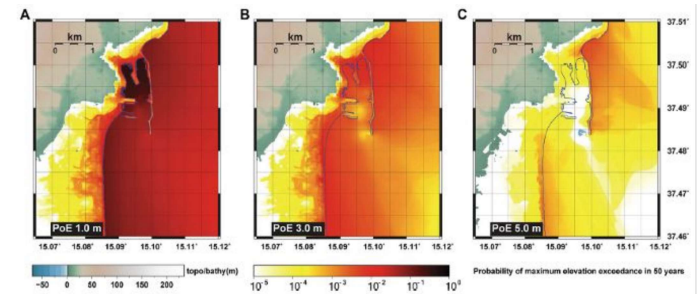 A
B
C
km
0 1
km
0 1
km
0 1
37.51°
37.50°
37.49°
37.48°
37.47°
37.46°
PoE 1.0 m
PoE 3.0 m
PoE 5.0 m
15.07° 15.08° 15.09° 15.10° 15.11° 15.12°
15.07° 15.08° 15.09° 15.10° 15.11° 15.12°
15.07° 15.08° 15.09° 15.10° 15.11° 15.12°
topo/bathy(m)
−50 0 50 100 150 200
10⁻⁵ 10⁻⁴ 10⁻³ 10⁻² 10⁻¹ 10⁰
Probability of maximum elevation exceedance in 50 years